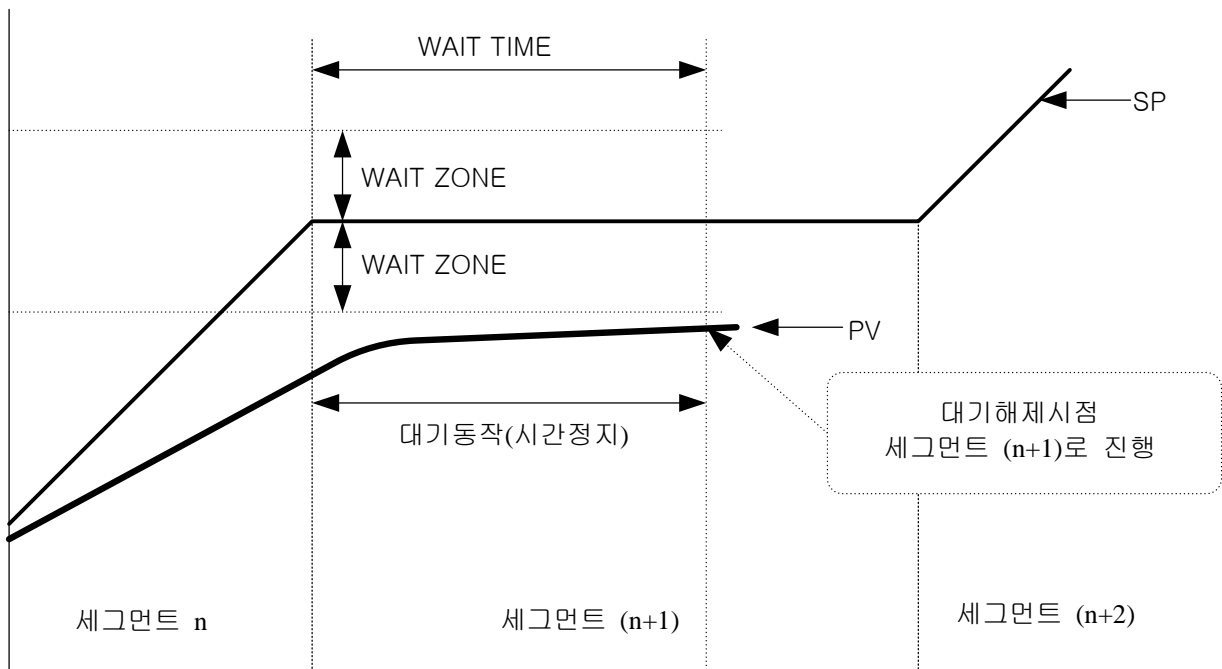 WAIT TIME
SP
WAIT ZONE
WAIT ZONE
PV
대기해제시점
세그먼트 (n+1)로 진행
대기동작(시간정지)
세그먼트 n
세그먼트 (n+1)
세그먼트 (n+2)